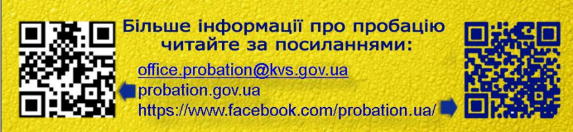 Більше інформації про пробацію
читайте за посиланнями:
office.probation@kvs.gov.ua
probation.gov.ua
https://www.facebook.com/probation.ua/